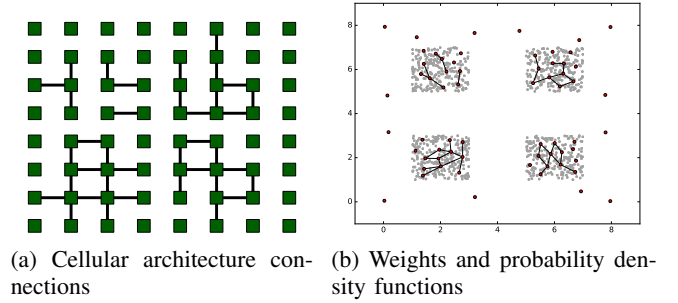 8
6
4
2
0
0
2
4
6
8
(a) Cellular architecture con-
nections
(b) Weights and probability den-
sity functions